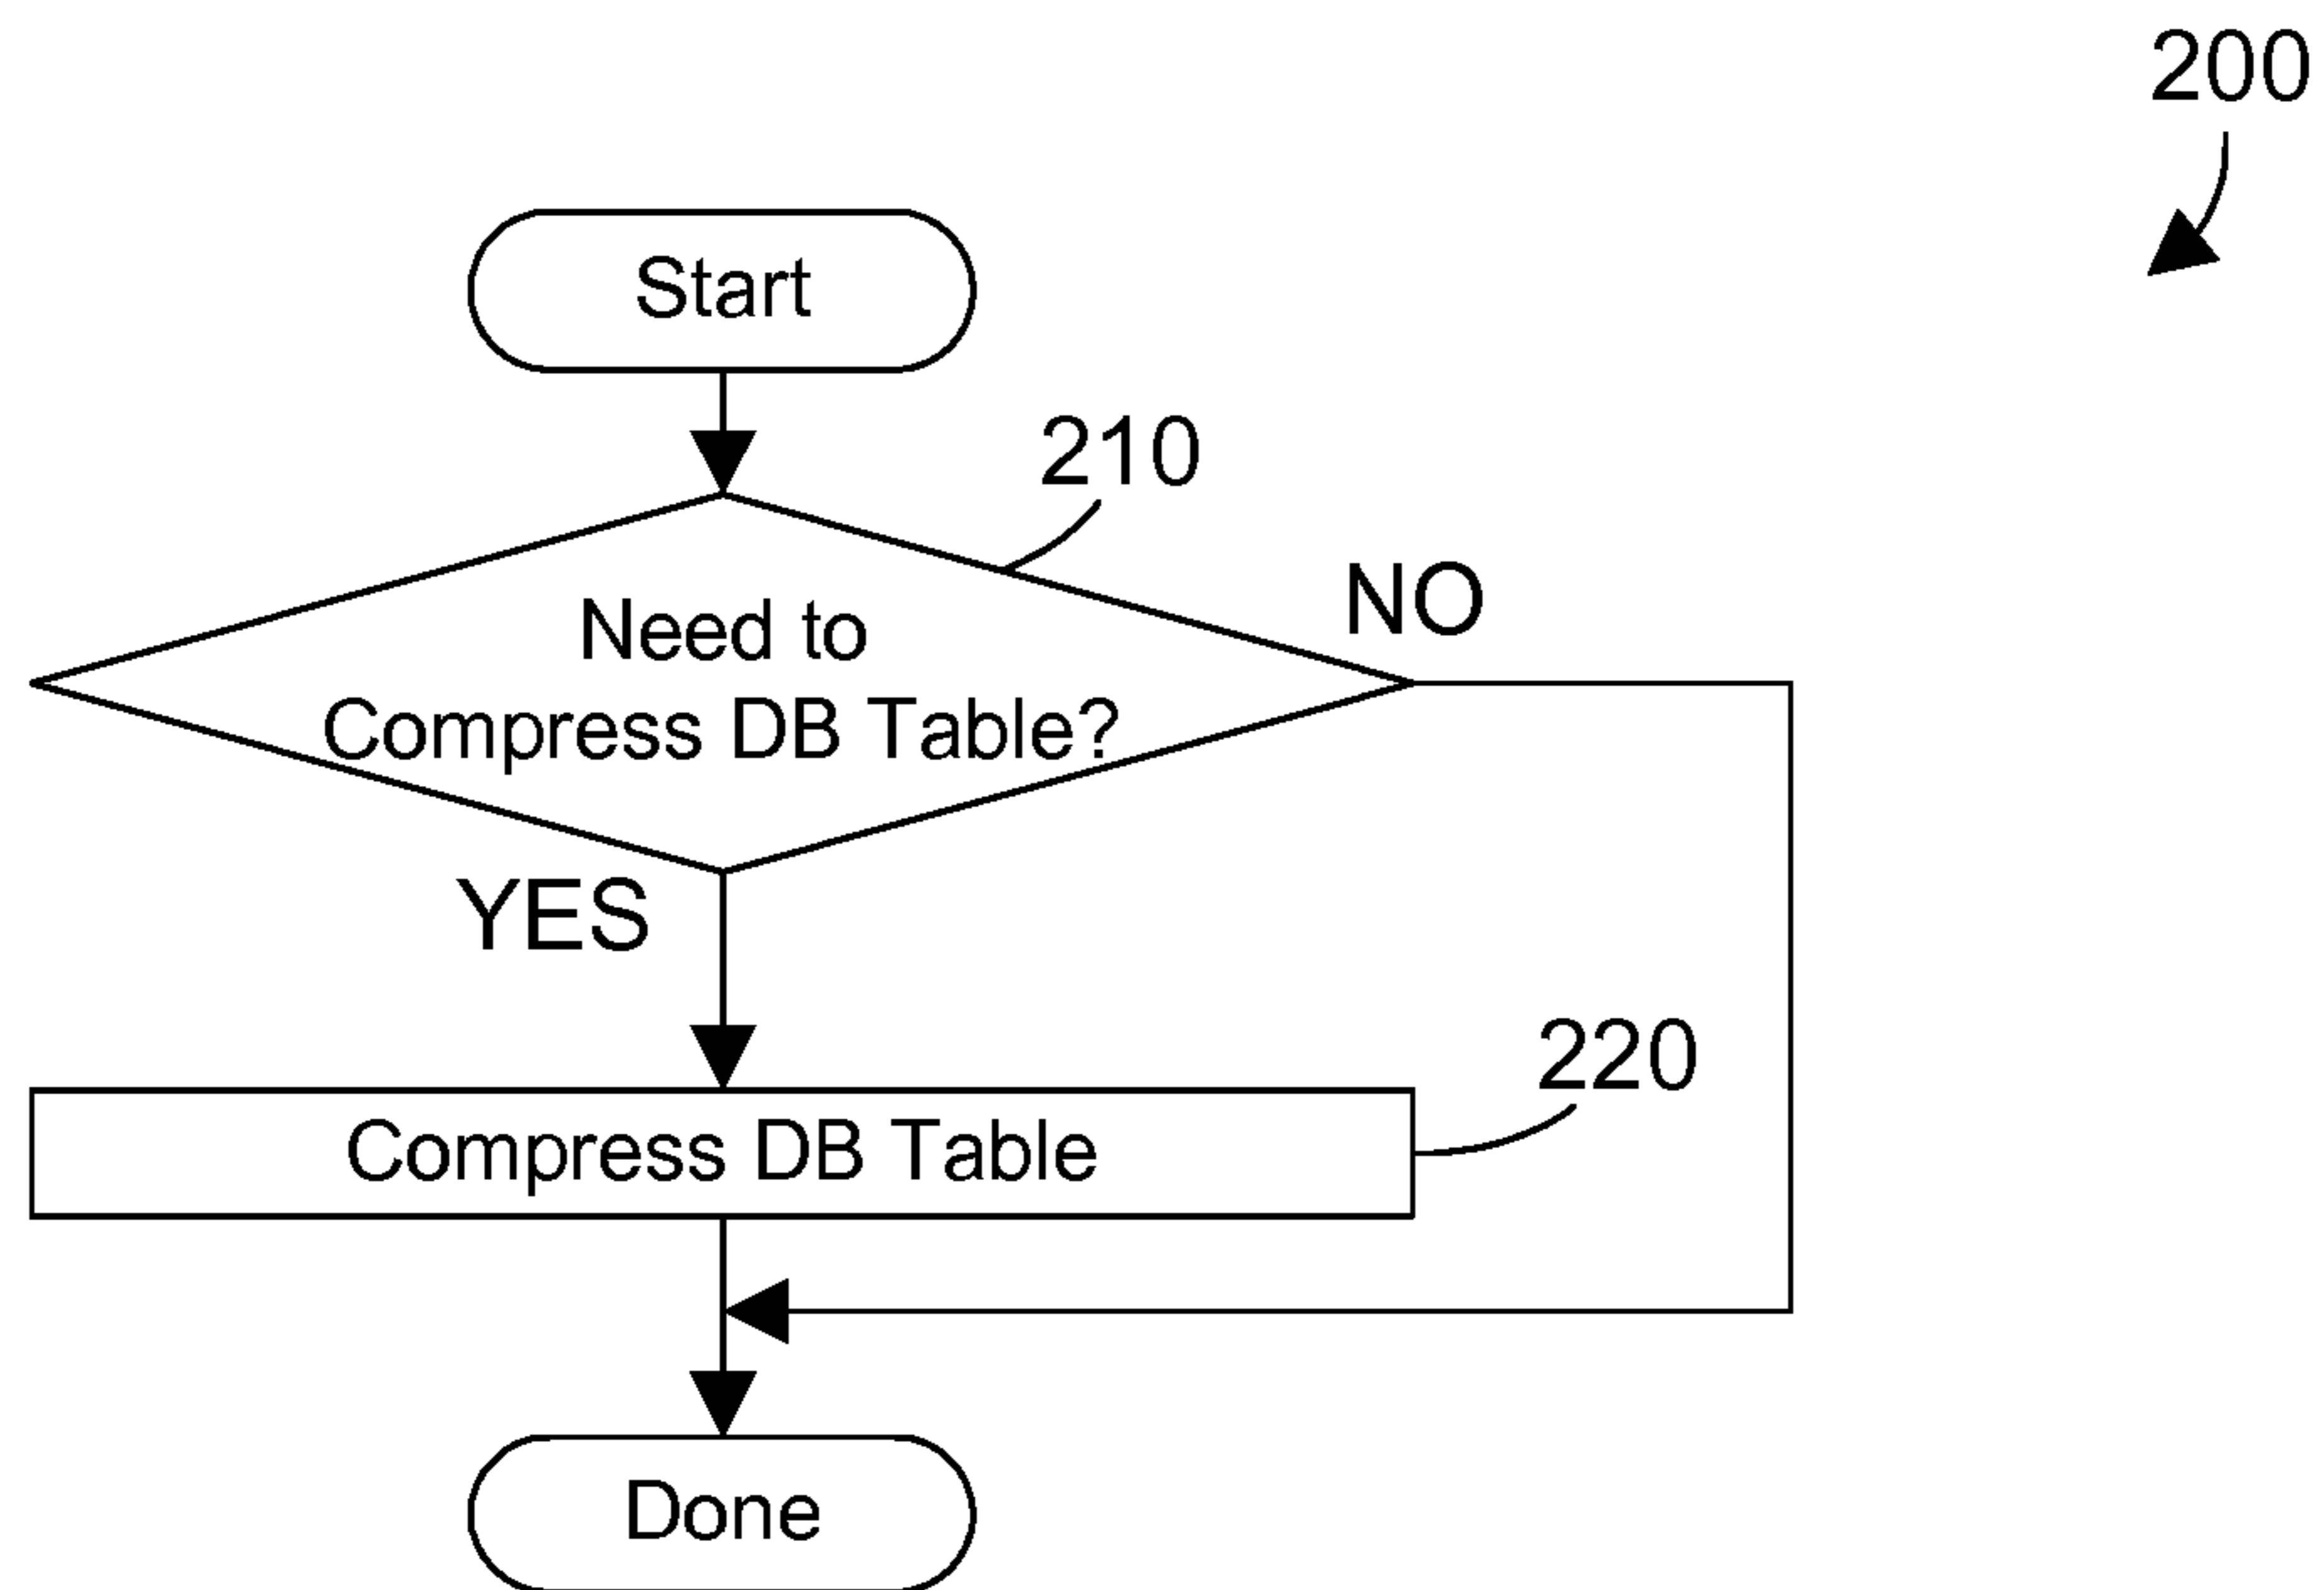 200
Start
210
NO
Need to
Compress DB Table?
YES
220
Compress DB Table
Done